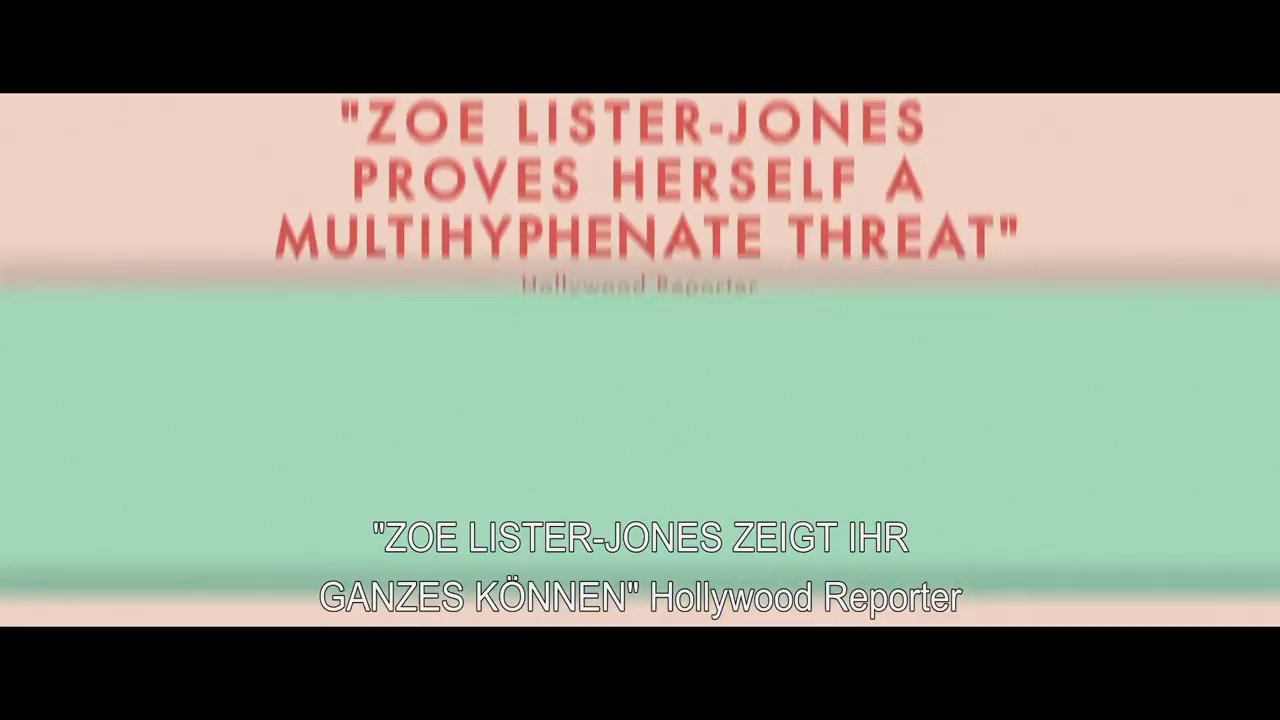 "ZOE LISTER-JONES
PROVES HERSELF A
MULTIHYPHENATE THREAT"
Hollywood Reporter
"ZOE LISTER-JONES ZEIGT IHR
GANZES KÖNNEN" Hollywood Reporter